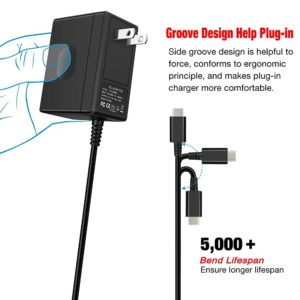 Groove Design Help Plug-in
Side groove design is helpful to
force, conforms to ergonomic
principle, and makes plug-in
charger more comfortable.
5,000 +
Bend Lifespan
Ensure longer lifespan